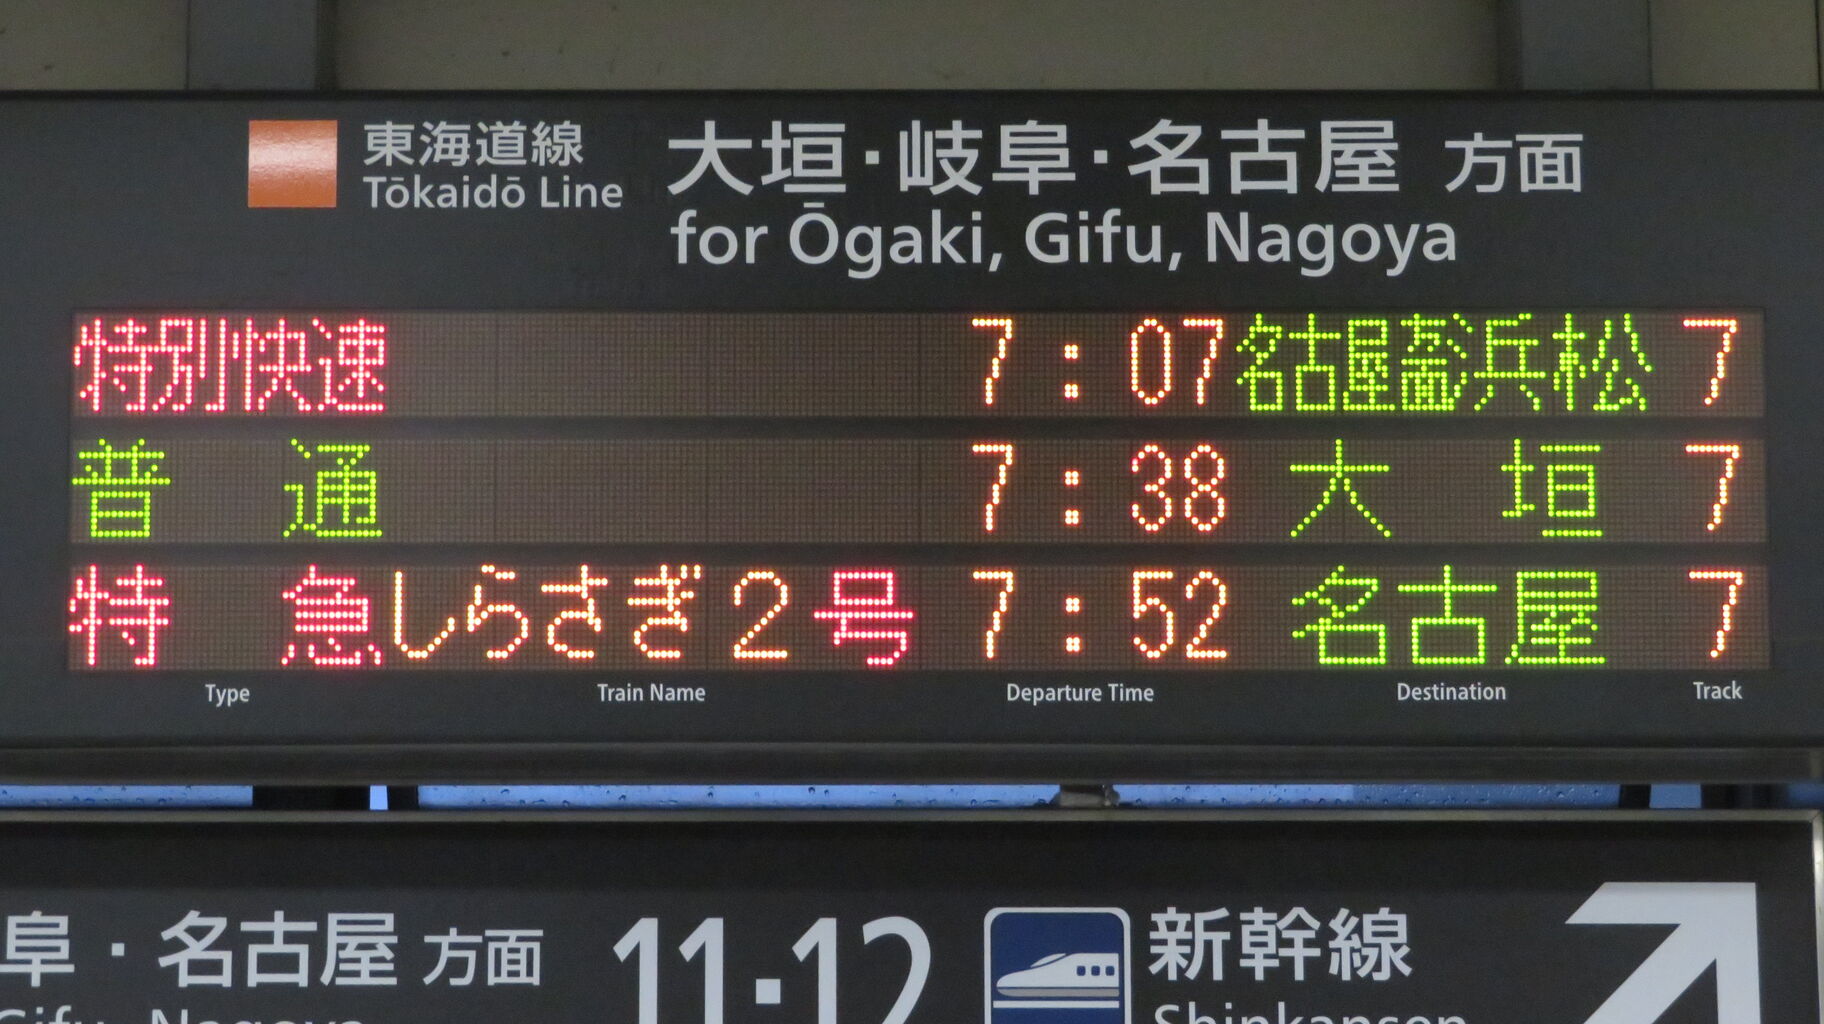 東海道線 大垣・岐阜・名古屋 方面
Tōkaidō Line for Ōgaki, Gifu, Nagoya
特別快速 7:07 名古屋 浜松 7
普通 7:38 大垣 7
特急 しらさぎ 2号 7:52 名古屋 7
Type Train Name Departure Time Destination Track
阜・名古屋 方面 11・12 新幹線
Gifu, Nagoya Shinkansen